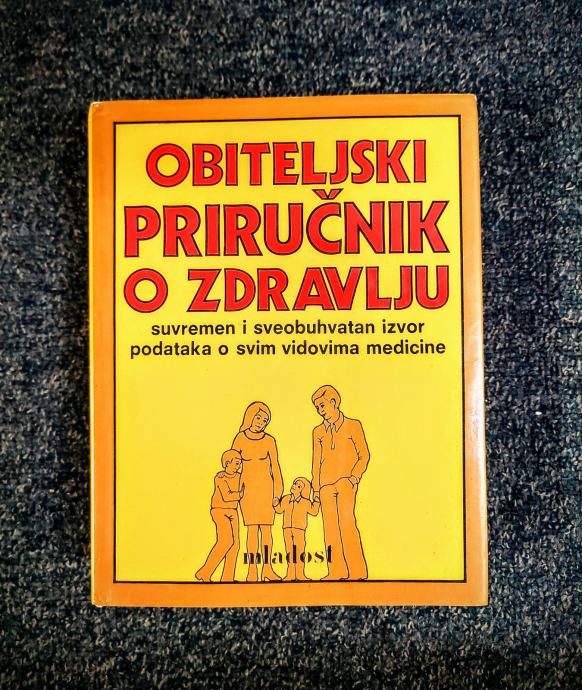 OBITELJSKI
PRIRUČNIK
O ZDRAVLJU
suvremen i sveobuhvatan izvor
podataka o svim vidovima medicine
mladost